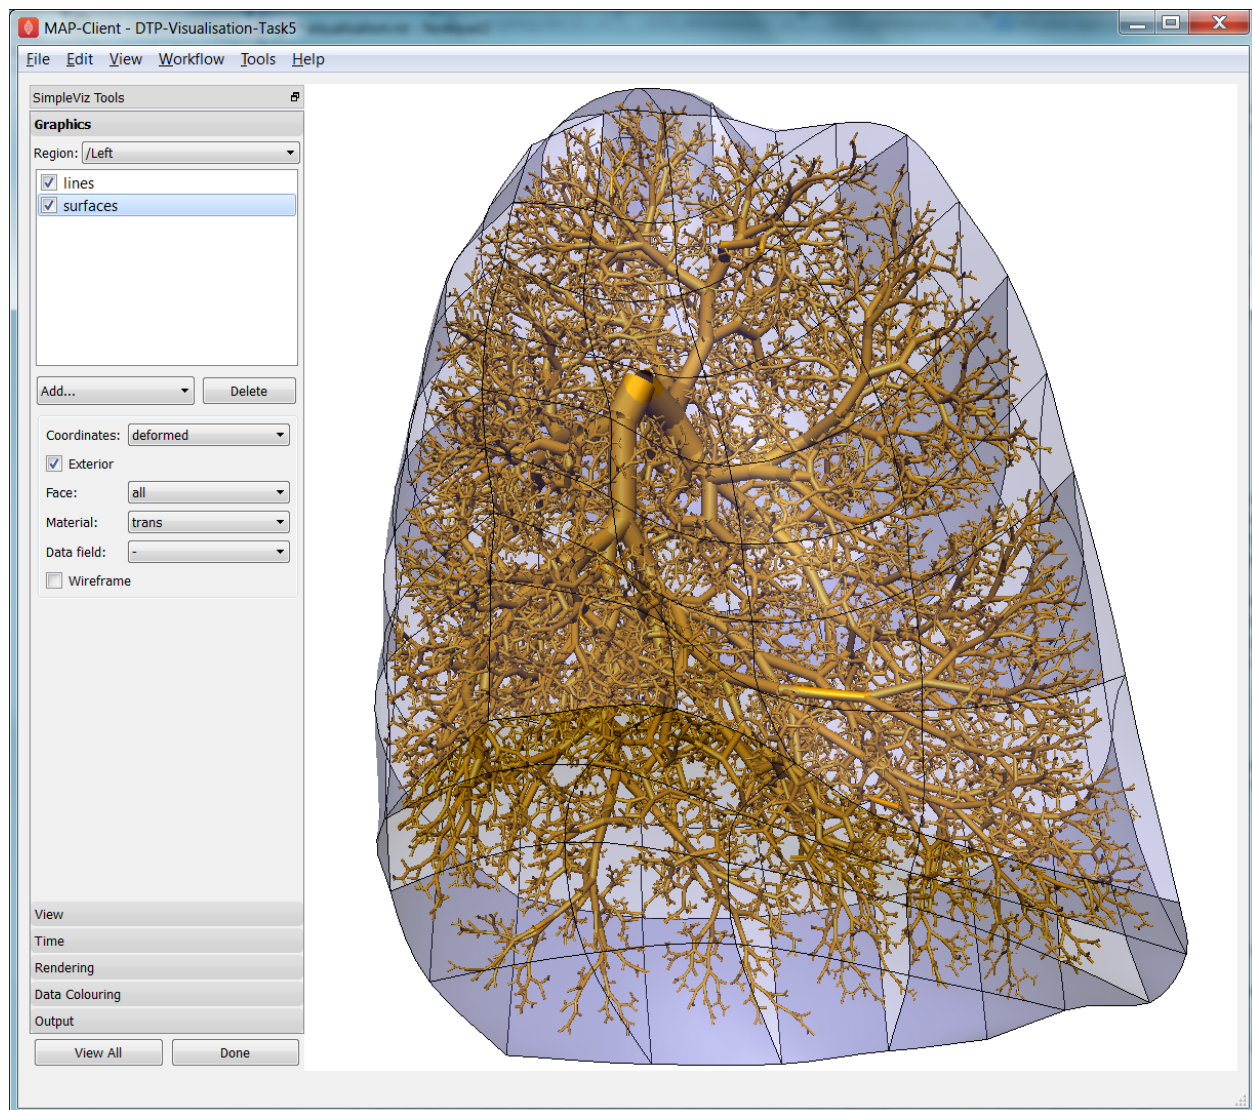 MAP-Client - DTP-Visualisation-Task5
File Edit View Workflow Tools Help
SimpleViz Tools
Graphics
Region: /Left
lines
surfaces
Add... Delete
Coordinates: deformed
Exterior
Face: all
Material: trans
Data field: -
Wireframe
View
Time
Rendering
Data Colouring
Output
View All Done